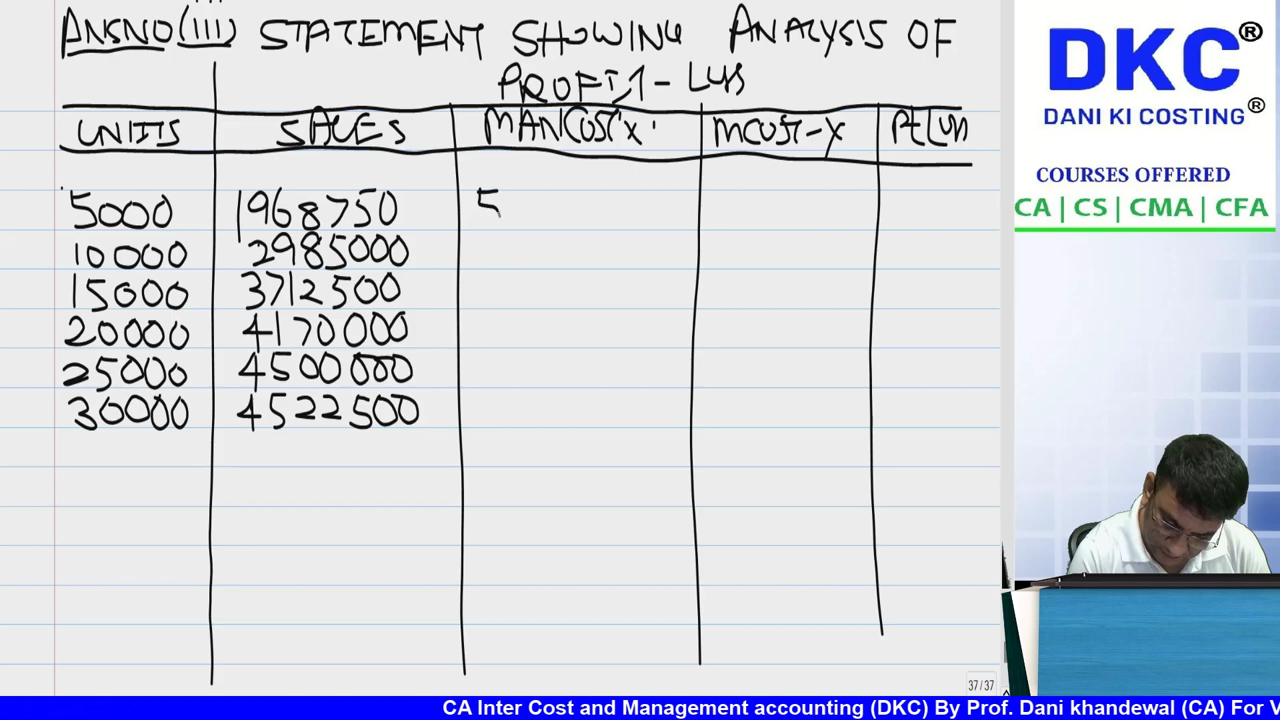 ANSNO(III) STATEMENT SHOWING ANALYSIS OF
PROFIT - LOSS
UNITS SALES MANCOST'X' MCOST-Y
5000 1968750 5
10000 2985000
15000 3712500
20000 4170000
25000 4500000
30000 4522500
DKC®
DANI KI COSTING®
COURSES OFFERED
CA | CS | CMA | CFA
37/37
CA Inter Cost and Management accounting (DKC) By Prof. Dani khandewal (CA) For V